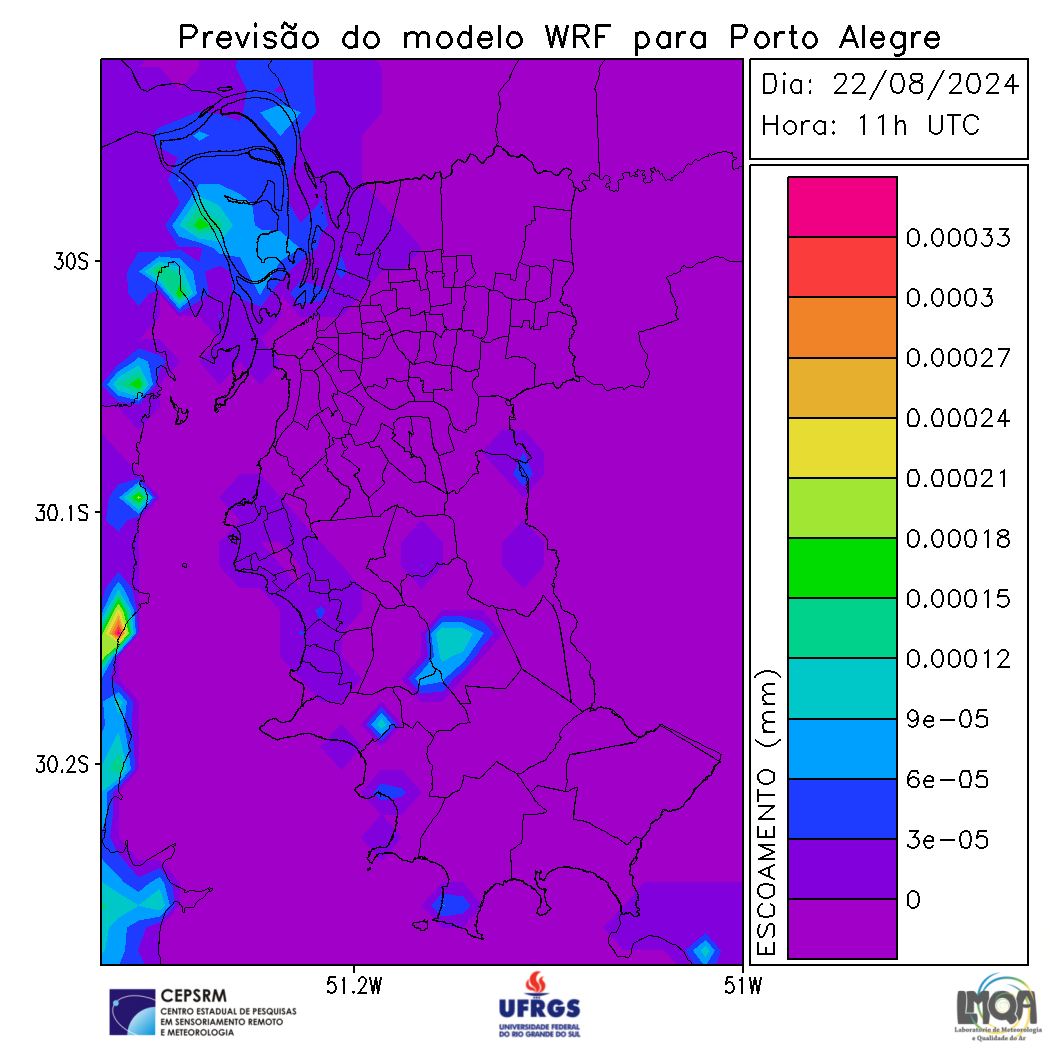 Previsão do modelo WRF para Porto Alegre
Dia: 22/08/2024
Hora: 11h UTC
30S
30.1S
30.2S
51.2W
51W
ESCOAMENTO (mm)
0.00033
0.0003
0.00027
0.00024
0.00021
0.00018
0.00015
0.00012
9e-05
6e-05
3e-05
0
CEPSRM
CENTRO ESTADUAL DE PESQUISAS
EM SENSORIAMENTO REMOTO
E METEOROLOGIA
UFRGS
UNIVERSIDADE FEDERAL
DO RIO GRANDE DO SUL
LMQA
Laboratório de Meteorologia
e Qualidade do Ar